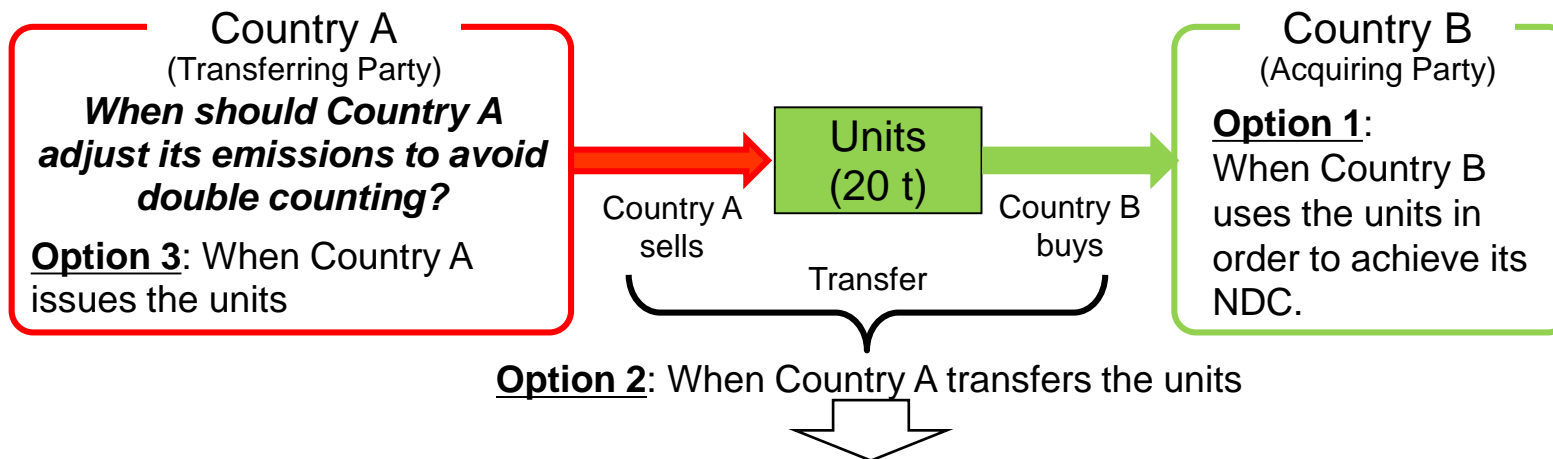 Country A
(Transferring Party)
When should Country A
adjust its emissions to avoid
double counting?
Option 3: When Country A
issues the units
Country A
sells
Units
(20 t)
Country B
buys
Transfer
Country B
(Acquiring Party)
Option 1:
When Country B
uses the units in
order to achieve its
NDC.
Option 2: When Country A transfers the units